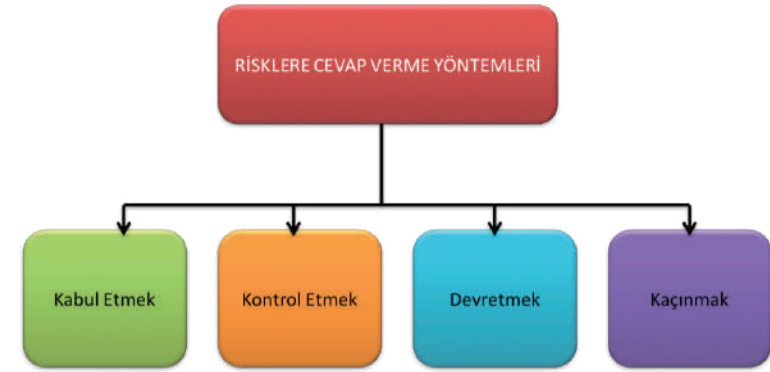 RİSKLERE CEVAP VERME YÖNTEMLERİ
Kabul Etmek
Kontrol Etmek
Devretmek
Kaçınmak